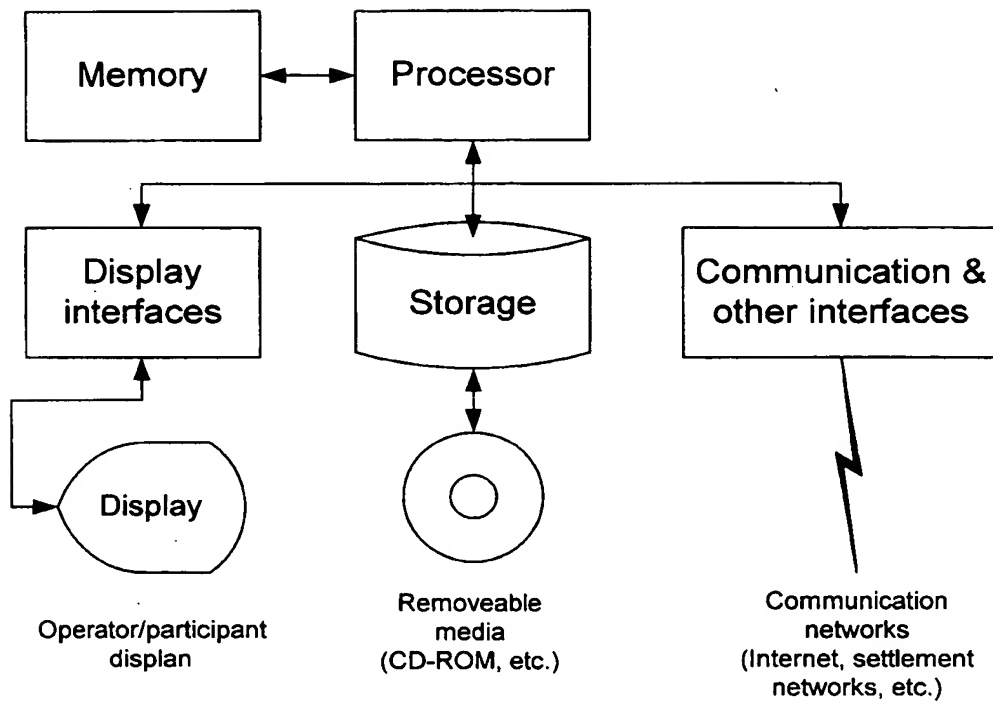 Memory
Processor
Display
interfaces
Storage
Communication &
other interfaces
Display
Operator/participant
displan
Removeable
media
(CD-ROM, etc.)
Communication
networks
(Internet, settlement
networks, etc.)